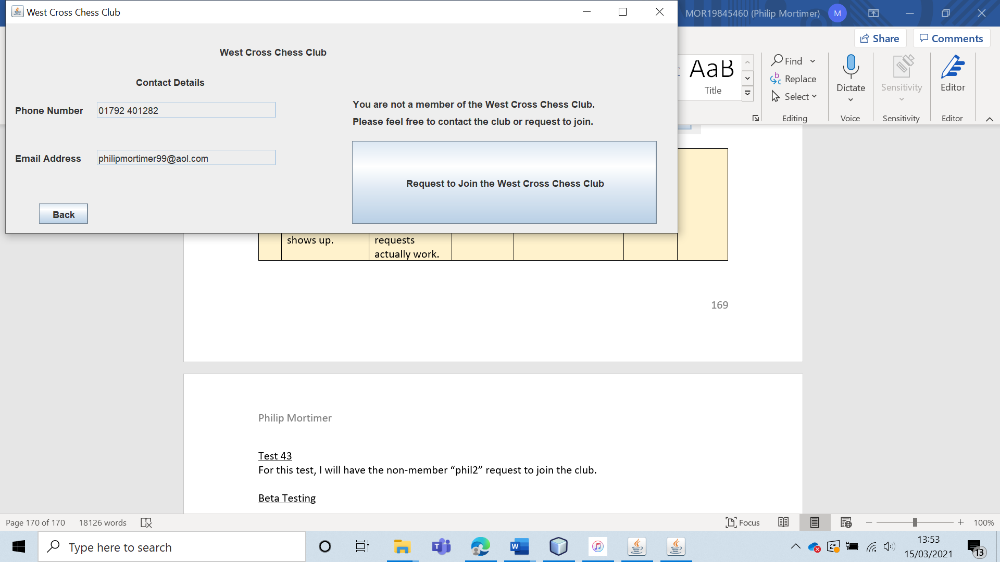 West Cross Chess Club
MOR19845460 (Philip Mortimer)
M
Share
Comments
West Cross Chess Club
Contact Details
Phone Number
01792 401282
Email Address
philipmortimer99@aol.com
Back
You are not a member of the West Cross Chess Club.
Please feel free to contact the club or request to join.
Request to Join the West Cross Chess Club
AaB
Title
Find
Replace
Select
Editing
Dictate
Voice
Sensitivity
Sensitivity
Editor
Editor
shows up.
requests
actually work.
169
Philip Mortimer
Test 43
For this test, I will have the non-member “phil2” request to join the club.
Beta Testing
Page 170 of 170
18126 words
Focus
100%
Type here to search
13:53
15/03/2021
13